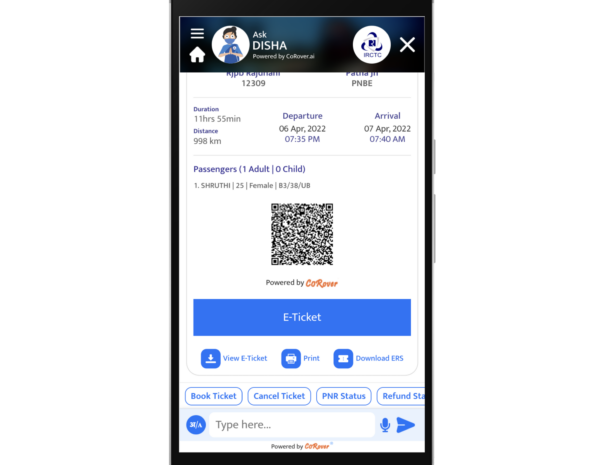 Ask
DISHA
Powered by CoRover.ai
IRCTC
Rjpb Rajdhani
Patna Jn
12309
PNBE
Duration
11hrs 55min
Distance
998 km
Departure
06 Apr, 2022
07:35 PM
Arrival
07 Apr, 2022
07:40 AM
Passengers (1 Adult | 0 Child)
1. SHRUTHI | 25 | Female | B3/38/UB
Powered by CoRover
E-Ticket
View E-Ticket
Print
Download ERS
Book Ticket
Cancel Ticket
PNR Status
Refund Sta
अ/A
Type here...
Powered by CoRover